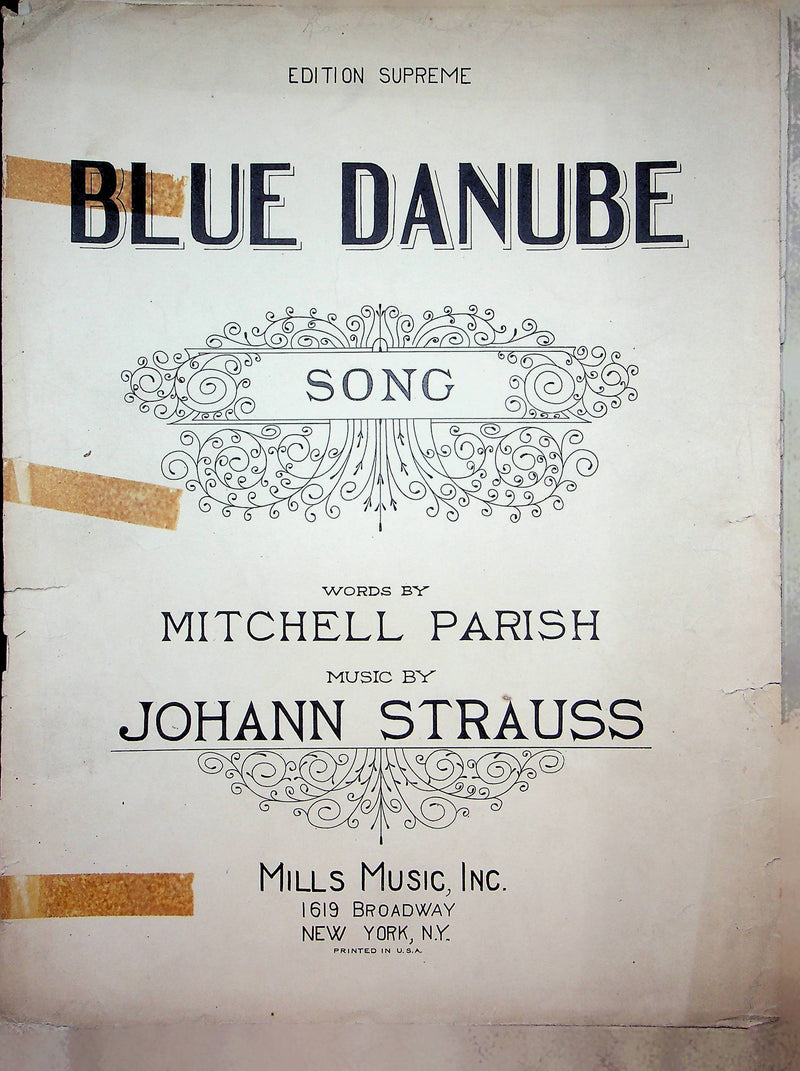 EDITION SUPREME
BLUE DANUBE
SONG
WORDS BY
MITCHELL PARISH
MUSIC BY
JOHANN STRAUSS
MILLS MUSIC, INC.
1619 BROADWAY
NEW YORK, N.Y.
PRINTED IN U.S.A.